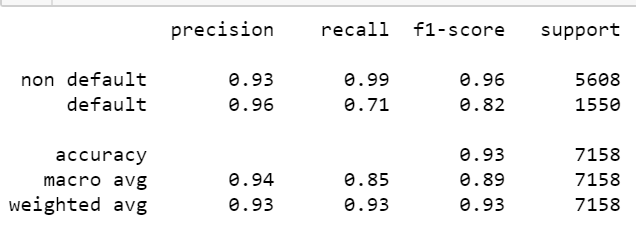 precision recall f1-score support
non default 0.93 0.99 0.96 5608
default 0.96 0.71 0.82 1550
accuracy 0.93 7158
macro avg 0.94 0.85 0.89 7158
weighted avg 0.93 0.93 0.93 7158